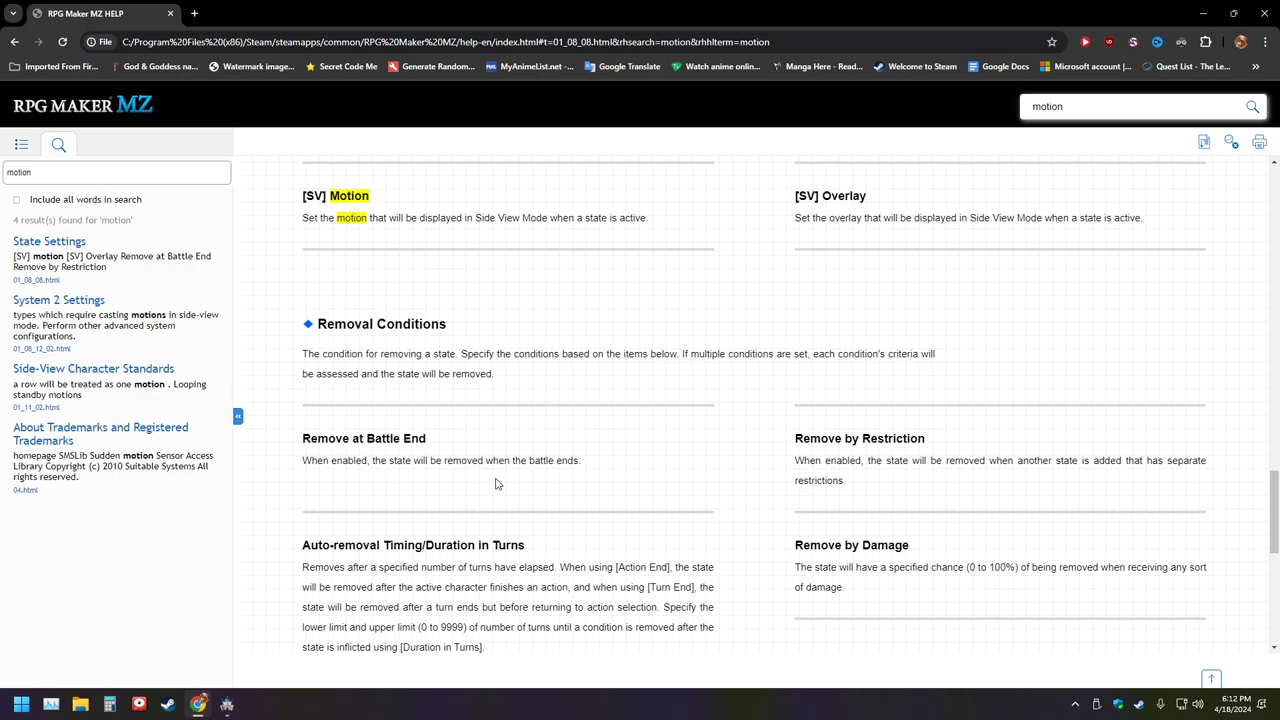 RPG Maker MZ HELP
File
C:/Program%20Files%20(x86)/Steam/steamapps/common/RPG%20Maker%20MZ/help-en/index.html#t=01_08_08.html&rhsearch=motion&rhhlterm=motion
Imported From Fir...
God & Goddess na...
Watermark image...
Secret Code Me
Generate Random...
MyAnimeList.net -...
Google Translate
Watch anime onlin...
Manga Here - Read...
Welcome to Steam
Google Docs
Microsoft account |...
Quest List - The Le...
RPG MAKER MZ
motion
motion
Include all words in search
4 result(s) found for 'motion'
State Settings
[SV] motion [SV] Overlay Remove at Battle End
Remove by Restriction
01_08_08.html
System 2 Settings
types which require casting motions in side-view
mode. Perform other advanced system
configurations.
01_08_12_02.html
Side-View Character Standards
a row will be treated as one motion . Looping
standby motions
01_11_02.html
About Trademarks and Registered
Trademarks
homepage SMSLib Sudden motion Sensor Access
Library Copyright (c) 2010 Suitable Systems All
rights reserved.
04.html
[SV] Motion
Set the motion that will be displayed in Side View Mode when a state is active.
[SV] Overlay
Set the overlay that will be displayed in Side View Mode when a state is active.
Removal Conditions
The condition for removing a state. Specify the conditions based on the items below. If multiple conditions are set, each condition's criteria will
be assessed and the state will be removed.
Remove at Battle End
When enabled, the state will be removed when the battle ends.
Remove by Restriction
When enabled, the state will be removed when another state is added that has separate
restrictions.
Auto-removal Timing/Duration in Turns
Removes after a specified number of turns have elapsed. When using [Action End], the state
will be removed after the active character finishes an action, and when using [Turn End], the
state will be removed after a turn ends but before returning to action selection. Specify the
lower limit and upper limit (0 to 9999) of number of turns until a condition is removed after the
state is inflicted using [Duration in Turns].
Remove by Damage
The state will have a specified chance (0 to 100%) of being removed when receiving any sort
of damage.
6:12 PM
4/18/2024